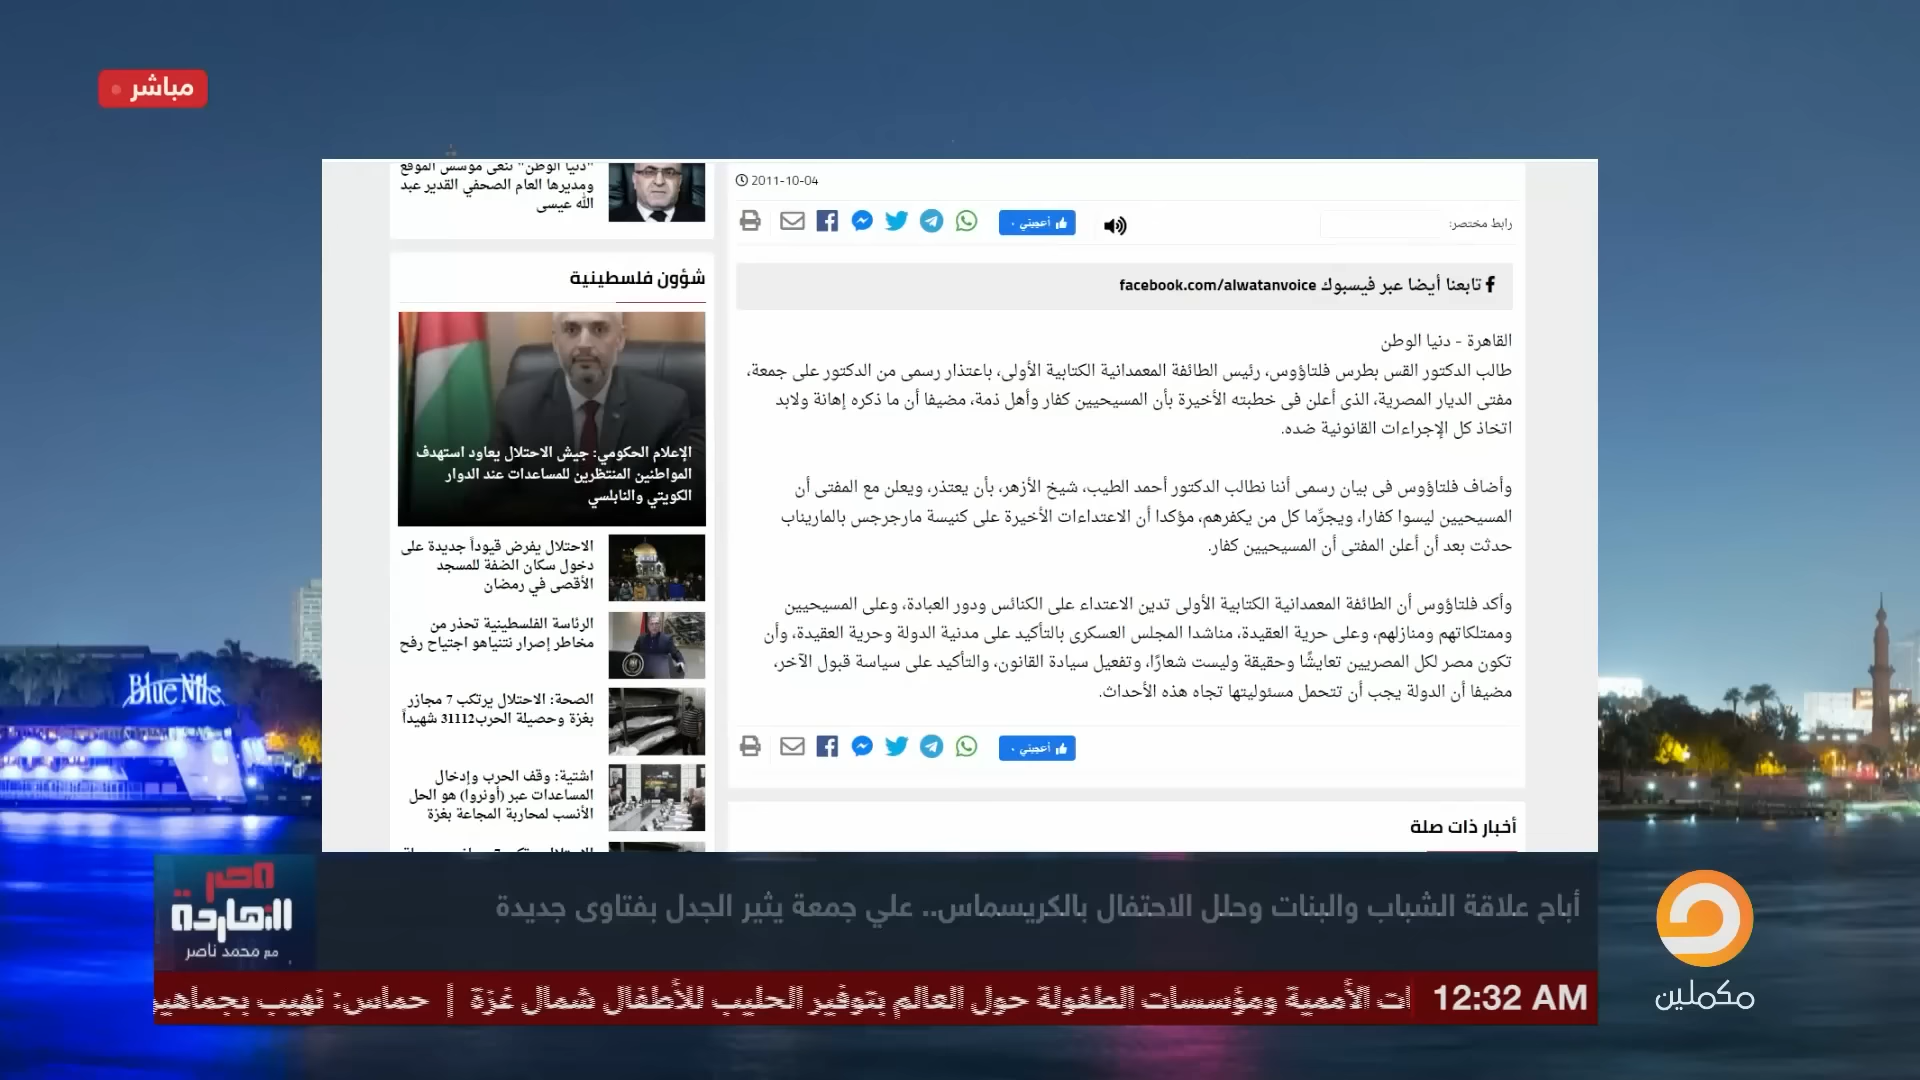 مباشر
2011-10-04
رابط مختصر:
أعجبني
تابعنا أيضا عبر فيسبوك facebook.com/alwatanvoice
القاهرة - دنيا الوطن
طالب الدكتور القس بطرس فلتاؤوس، رئيس الطائفة المعمدانية الكتابية الأولى، باعتذار رسمى من الدكتور على جمعة،
مفتى الديار المصرية، الذى أعلن فى خطبته الأخيرة بأن المسيحيين كفار وأهل ذمة، مضيفا أن ما ذكره إهانة ولابد
اتخاذ كل الإجراءات القانونية ضده.
وأضاف فلتاؤوس فى بيان رسمى أننا نطالب الدكتور أحمد الطيب، شيخ الأزهر، بأن يعتذر، ويعلن مع المفتى أن
المسيحيين ليسوا كفارا، ويجرِّما كل من يكفرهم، مؤكدا أن الاعتداءات الأخيرة على كنيسة مارجرجس بالماريناب
حدثت بعد أن أعلن المفتى أن المسيحيين كفار.
وأكد فلتاؤوس أن الطائفة المعمدانية الكتابية الأولى تدين الاعتداء على الكنائس ودور العبادة، وعلى المسيحيين
وممتلكاتهم ومنازلهم، وعلى حرية العقيدة، مناشدا المجلس العسكرى بالتأكيد على مدنية الدولة وحرية العقيدة، وأن
تكون مصر لكل المصريين تعايشًا وحقيقة وليست شعارًا، وتفعيل سيادة القانون، والتأكيد على سياسة قبول الآخر،
مضيفا أن الدولة يجب أن تتحمل مسئوليتها تجاه هذه الأحداث.
أعجبني
أخبار ذات صلة
"دنيا الوطن" تنعى مؤسس الموقع
ومديرها العام الصحفي القدير عبد
الله عيسى
شؤون فلسطينية
الإعلام الحكومي: جيش الاحتلال يعاود استهدف
المواطنين المنتظرين للمساعدات عند الدوار
الكويتي والنابلسي
الاحتلال يفرض قيوداً جديدة على
دخول سكان الضفة للمسجد
الأقصى في رمضان
الرئاسة الفلسطينية تحذر من
مخاطر إصرار نتنياهو اجتياح رفح
الصحة: الاحتلال يرتكب 7 مجازر
بغزة وحصيلة الحرب31112 شهيداً
اشتية: وقف الحرب وإدخال
المساعدات عبر (أونروا) هو الحل
الأنسب لمحاربة المجاعة بغزة
Blue Nile
أباح علاقة الشباب والبنات وحلل الاحتفال بالكريسماس.. علي جمعة يثير الجدل بفتاوى جديدة
مصر
النهاردة
مع محمد ناصر
12:32 AM
ات الأممية ومؤسسات الطفولة حول العالم بتوفير الحليب للأطفال شمال غزة | حماس: نهيب بجماهير
مكملين